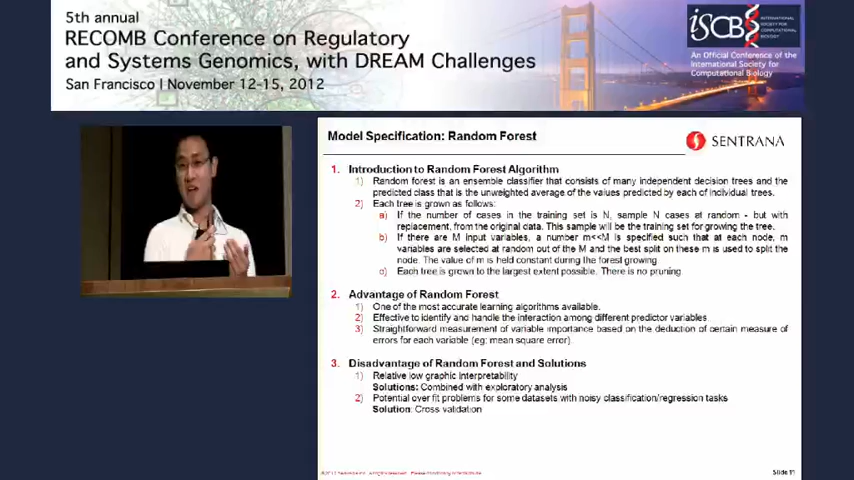 5th annual
RECOMB Conference on Regulatory
and Systems Genomics, with DREAM Challenges
San Francisco | November 12-15, 2012
iSCB
INTERNATIONAL
SOCIETY FOR
COMPUTATIONAL
BIOLOGY
An Official Conference of the
International Society for
Computational Biology
Model Specification: Random Forest
SENTRANA
1. Introduction to Random Forest Algorithm
1) Random forest is an ensemble classifier that consists of many independent decision trees and the
predicted class that is the unweighted average of the values predicted by each of individual trees.
2) Each tree is grown as follows:
a) If the number of cases in the training set is N, sample N cases at random - but with
replacement, from the original data. This sample will be the training set for growing the tree.
b) If there are M input variables, a number m<<M is specified such that at each node, m
variables are selected at random out of the M and the best split on these m is used to split the
node. The value of m is held constant during the forest growing.
c) Each tree is grown to the largest extent possible. There is no pruning.
2. Advantage of Random Forest
1) One of the most accurate learning algorithms available.
2) Effective to identify and handle the interaction among different predictor variables.
3) Straightforward measurement of variable importance based on the deduction of certain measure of
errors for each variable (eg: mean square error).
3. Disadvantage of Random Forest and Solutions
1) Relative low graphic interpretability
Solutions: Combined with exploratory analysis
2) Potential over fit problems for some datasets with noisy classification/regression tasks
Solution: Cross validation
Slide 11